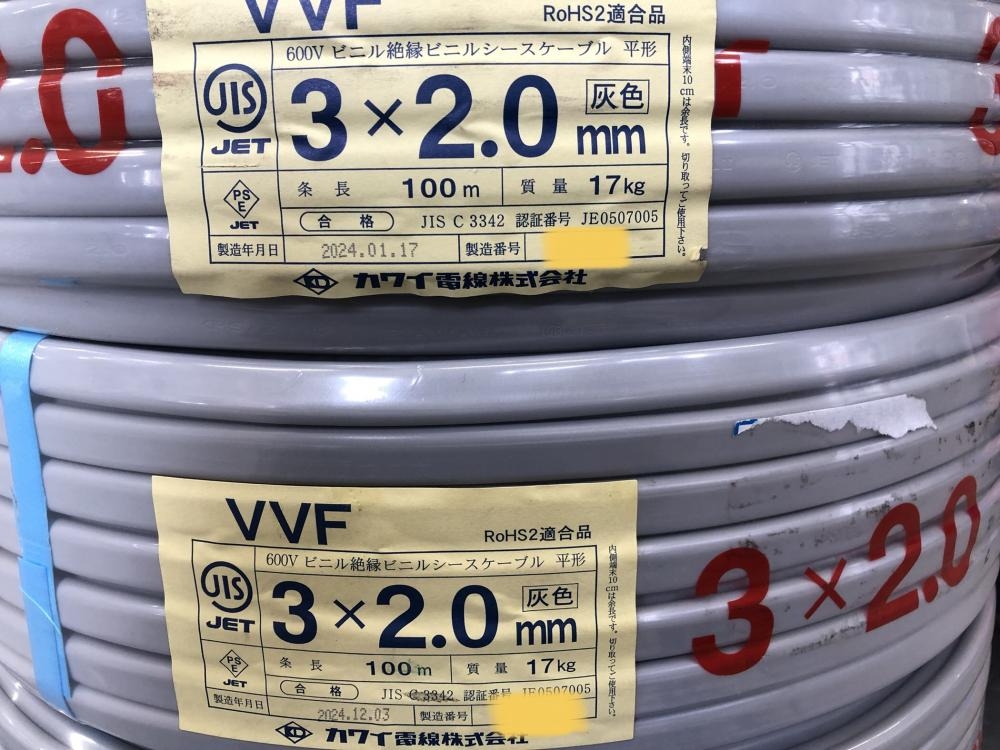 VVF
RoHS2適合品
600V ビニル絶縁ビニルシースケーブル 平形
JIS
JET
3×2.0mm
灰色
PS
E
JET
条長 100m 質量 17kg
合格 JIS C 3342 認証番号 JE0507005
製造年月日 2024.01.17 製造番号
カワイ電線株式会社
内側端末10cmは余長です。切り取ってご使用下さい。
2.0
VVF
RoHS2適合品
600V ビニル絶縁ビニルシースケーブル 平形
JIS
JET
3×2.0mm
灰色
PS
E
JET
条長 100m 質量 17kg
合格 JIS C 3342 認証番号 JE0507005
製造年月日 2024.12.03 製造番号
カワイ電線株式会社
内側端末10cmは余長です。切り取ってご使用下さい。
3×2.0